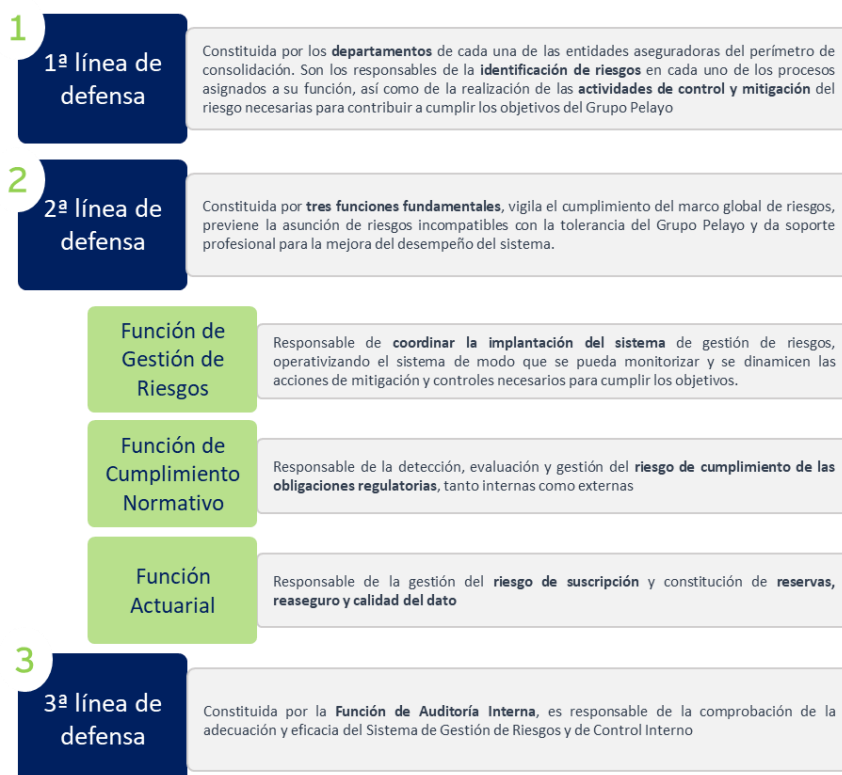 1
1ª línea de
defensa
Constituida por los departamentos de cada una de las entidades aseguradoras del perímetro de
consolidación. Son los responsables de la identificación de riesgos en cada uno de los procesos
asignados a su función, así como de la realización de las actividades de control y mitigación del
riesgo necesarias para contribuir a cumplir los objetivos del Grupo Pelayo
2
2ª línea de
defensa
Constituida por tres funciones fundamentales, vigila el cumplimiento del marco global de riesgos,
previene la asunción de riesgos incompatibles con la tolerancia del Grupo Pelayo y da soporte
profesional para la mejora del desempeño del sistema.
Función de
Gestión de
Riesgos
Responsable de coordinar la implantación del sistema de gestión de riesgos,
operativizando el sistema de modo que se pueda monitorizar y se dinamicen las
acciones de mitigación y controles necesarios para cumplir los objetivos.
Función de
Cumplimiento
Normativo
Responsable de la detección, evaluación y gestión del riesgo de cumplimiento de las
obligaciones regulatorias, tanto internas como externas
Función
Actuarial
Responsable de la gestión del riesgo de suscripción y constitución de reservas,
reaseguro y calidad del dato
3
3ª línea de
defensa
Constituida por la Función de Auditoría Interna, es responsable de la comprobación de la
adecuación y eficacia del Sistema de Gestión de Riesgos y de Control Interno